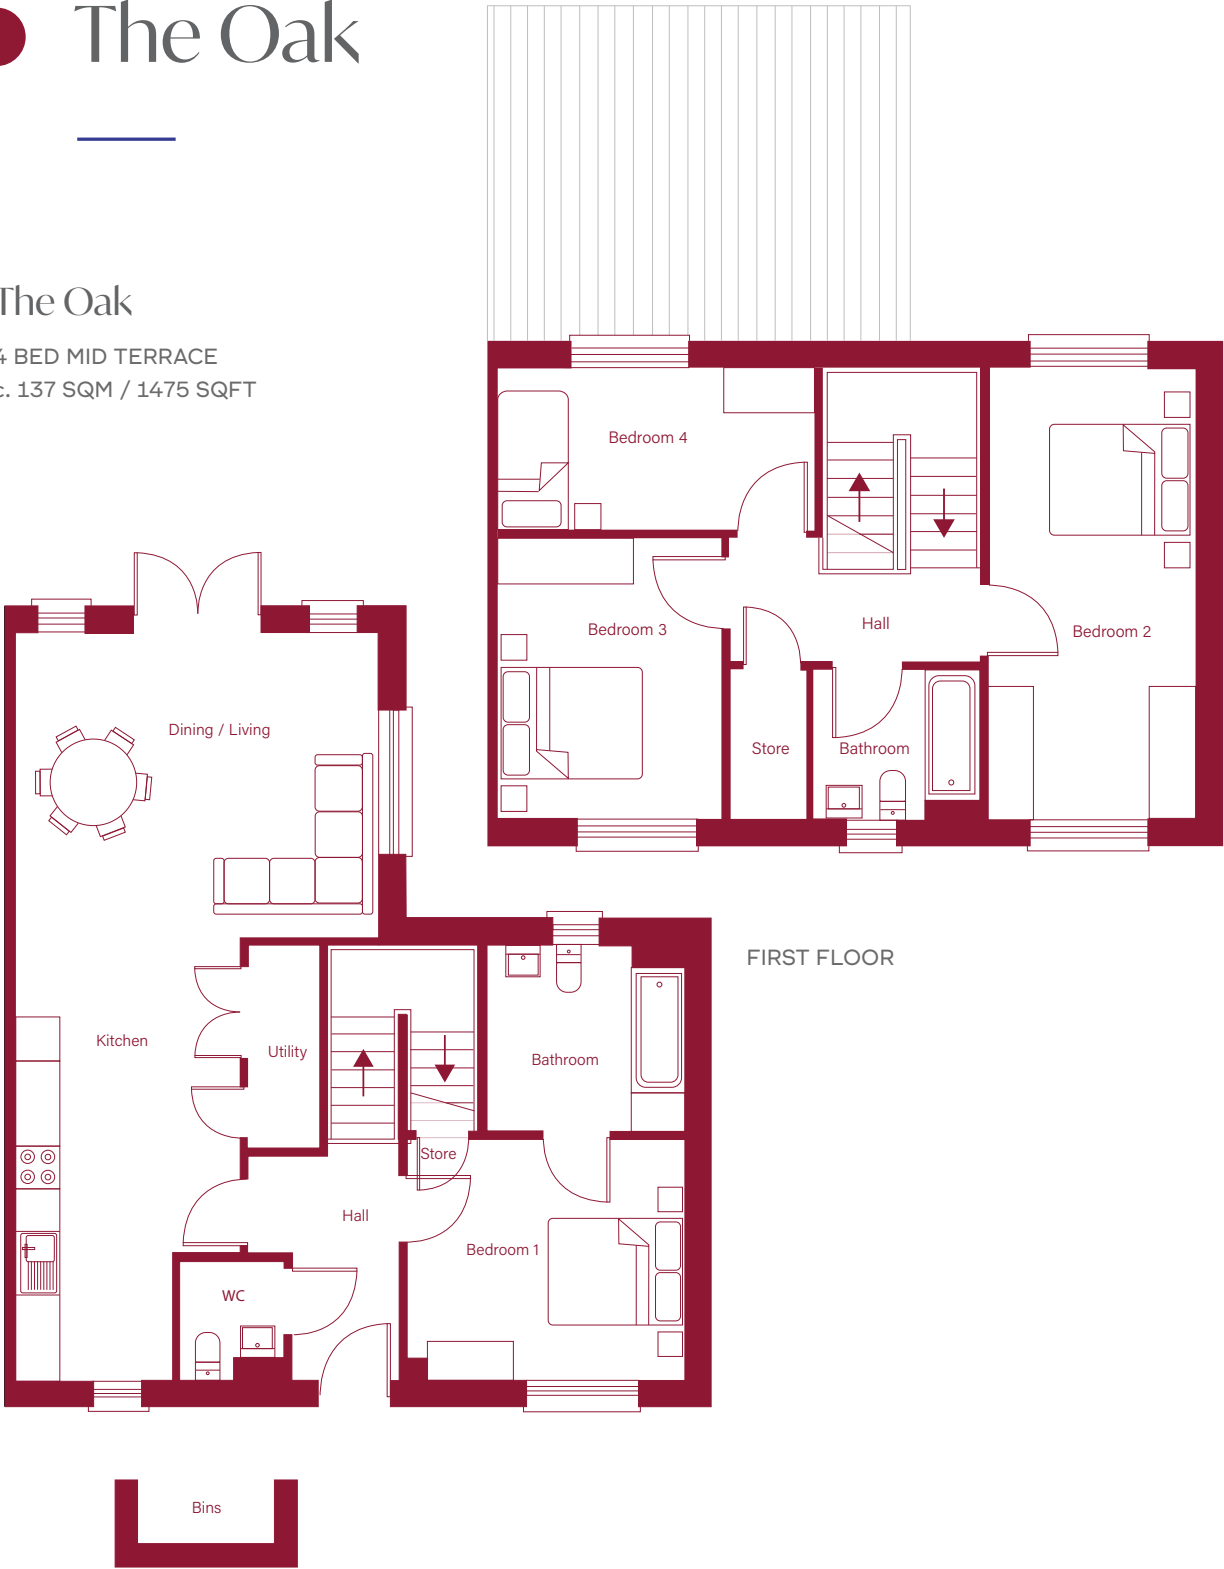 The Oak
The Oak
4 BED MID TERRACE
c. 137 SQM / 1475 SQFT
Bedroom 4
Bedroom 3
Hall
Bedroom 2
Store
Bathroom
FIRST FLOOR
Dining / Living
Kitchen
Utility
Bathroom
Store
Hall
Bedroom 1
WC
Bins